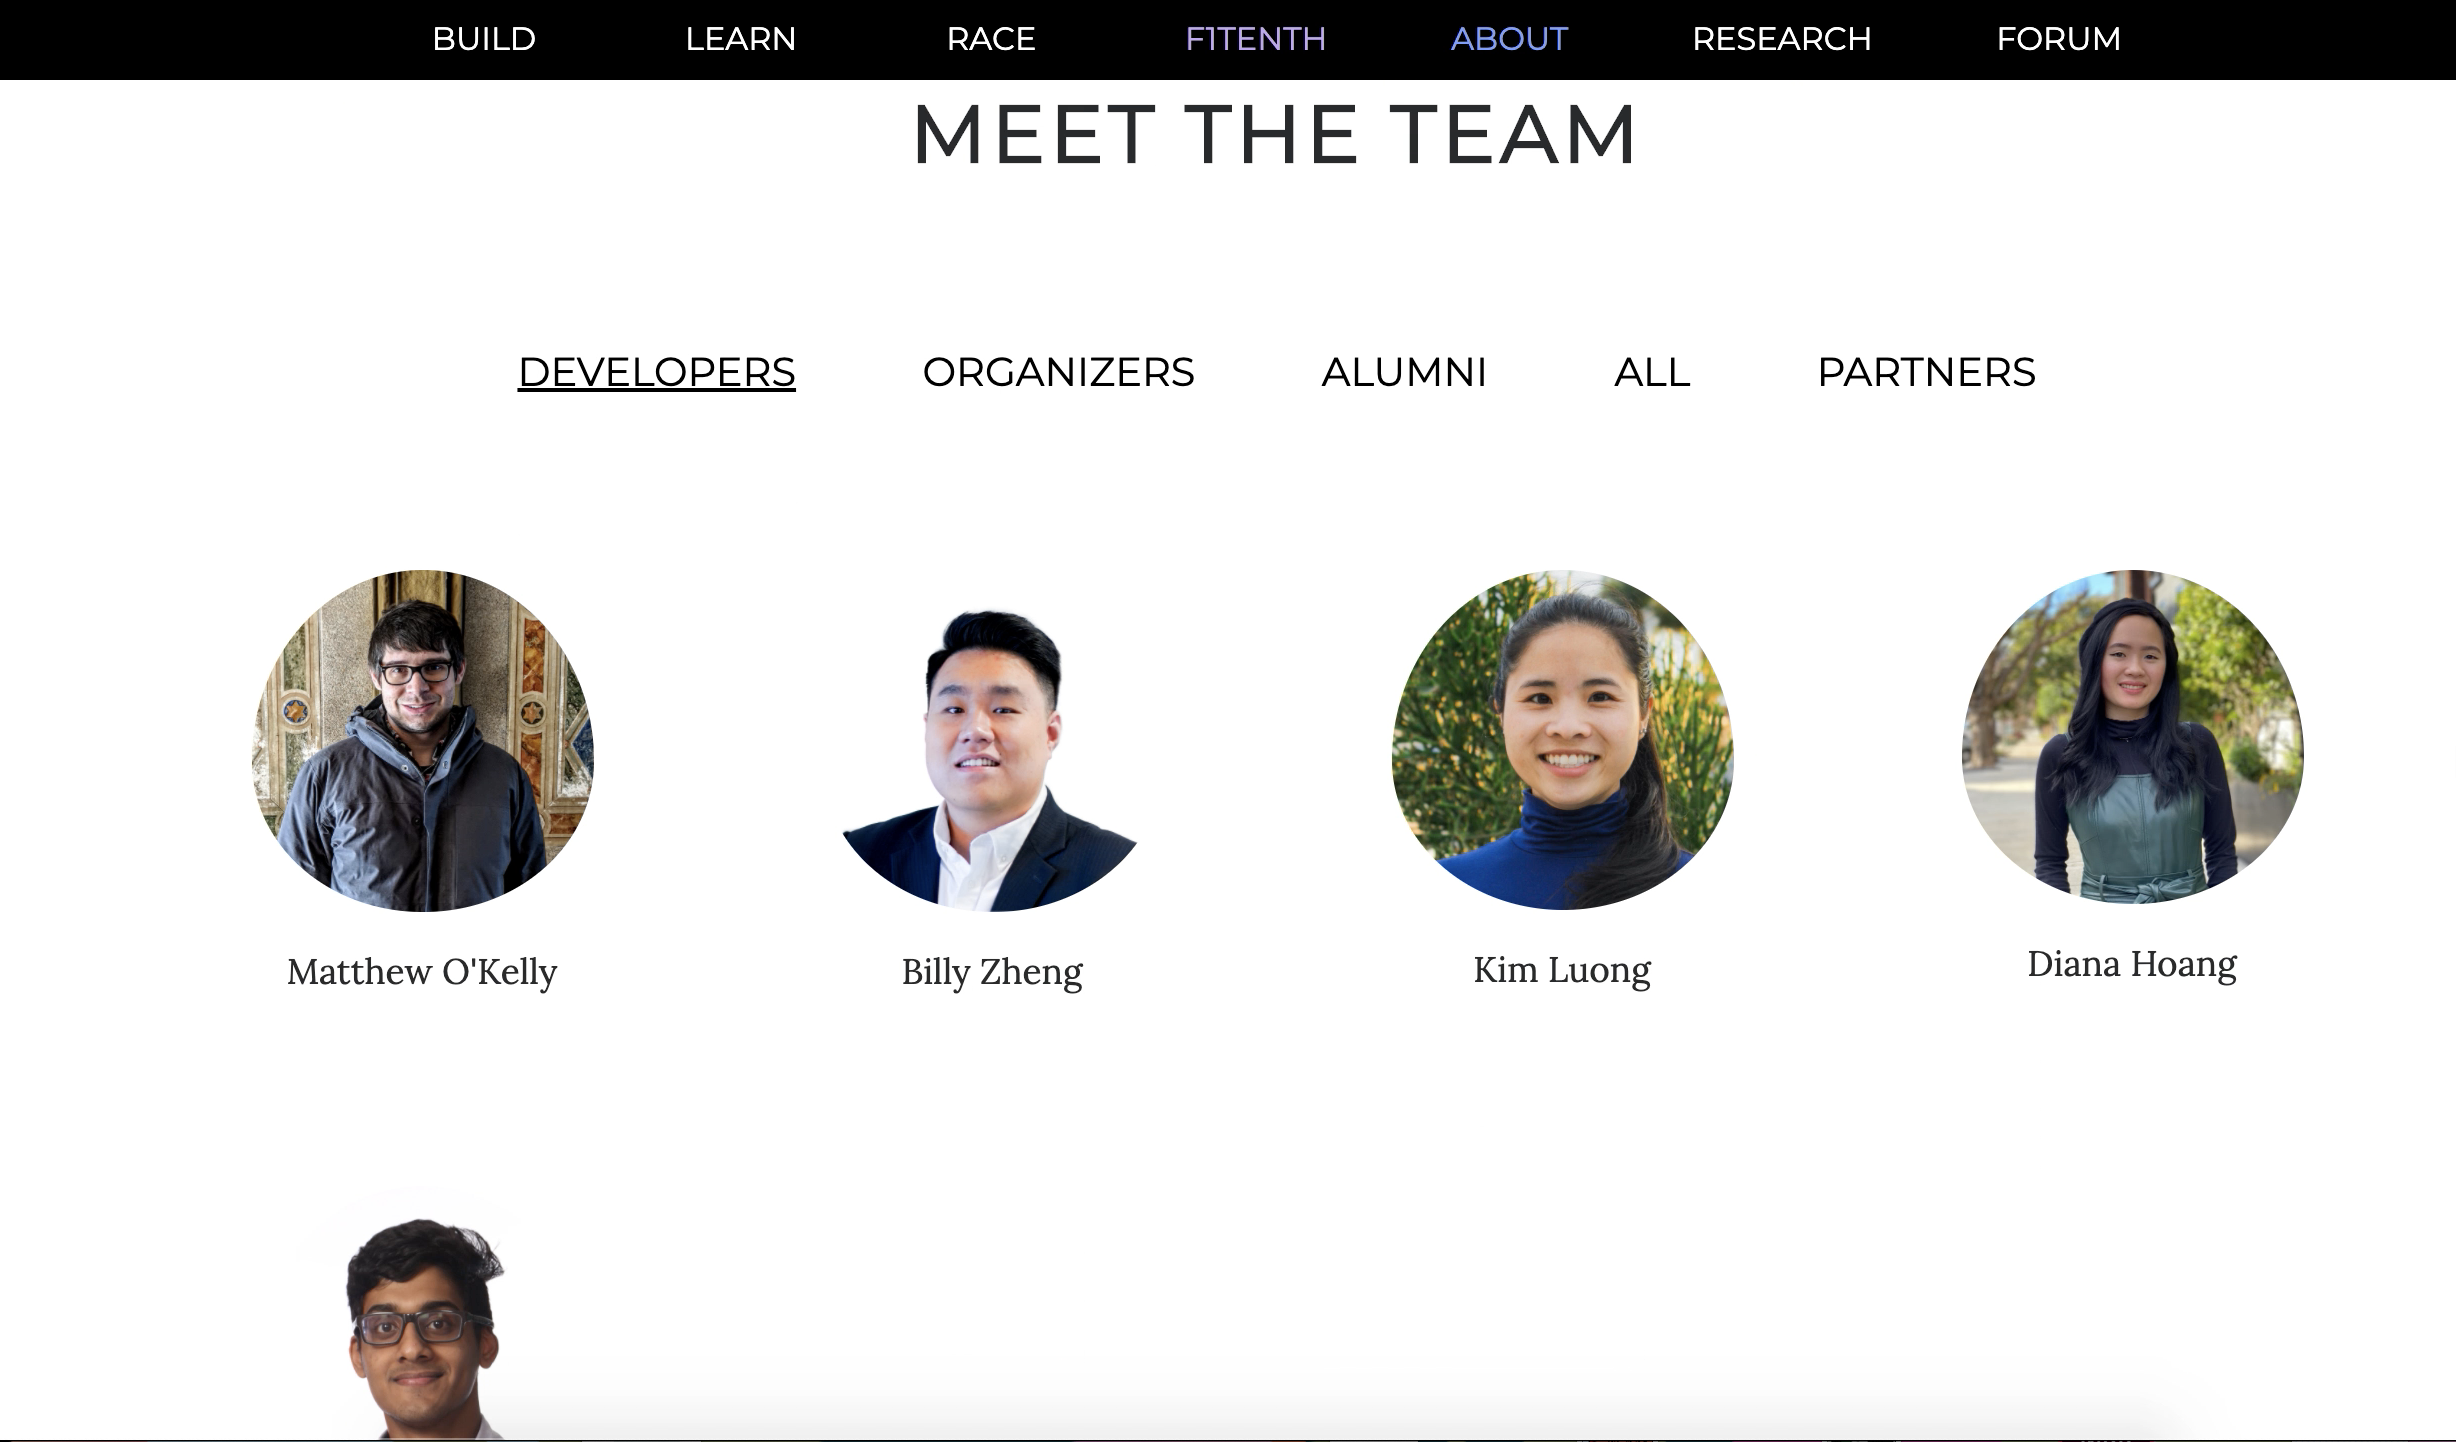 BUILD LEARN RACE F1TENTH ABOUT RESEARCH FORUM
MEET THE TEAM
DEVELOPERS ORGANIZERS ALUMNI ALL PARTNERS
Matthew O'Kelly Billy Zheng Kim Luong Diana Hoang